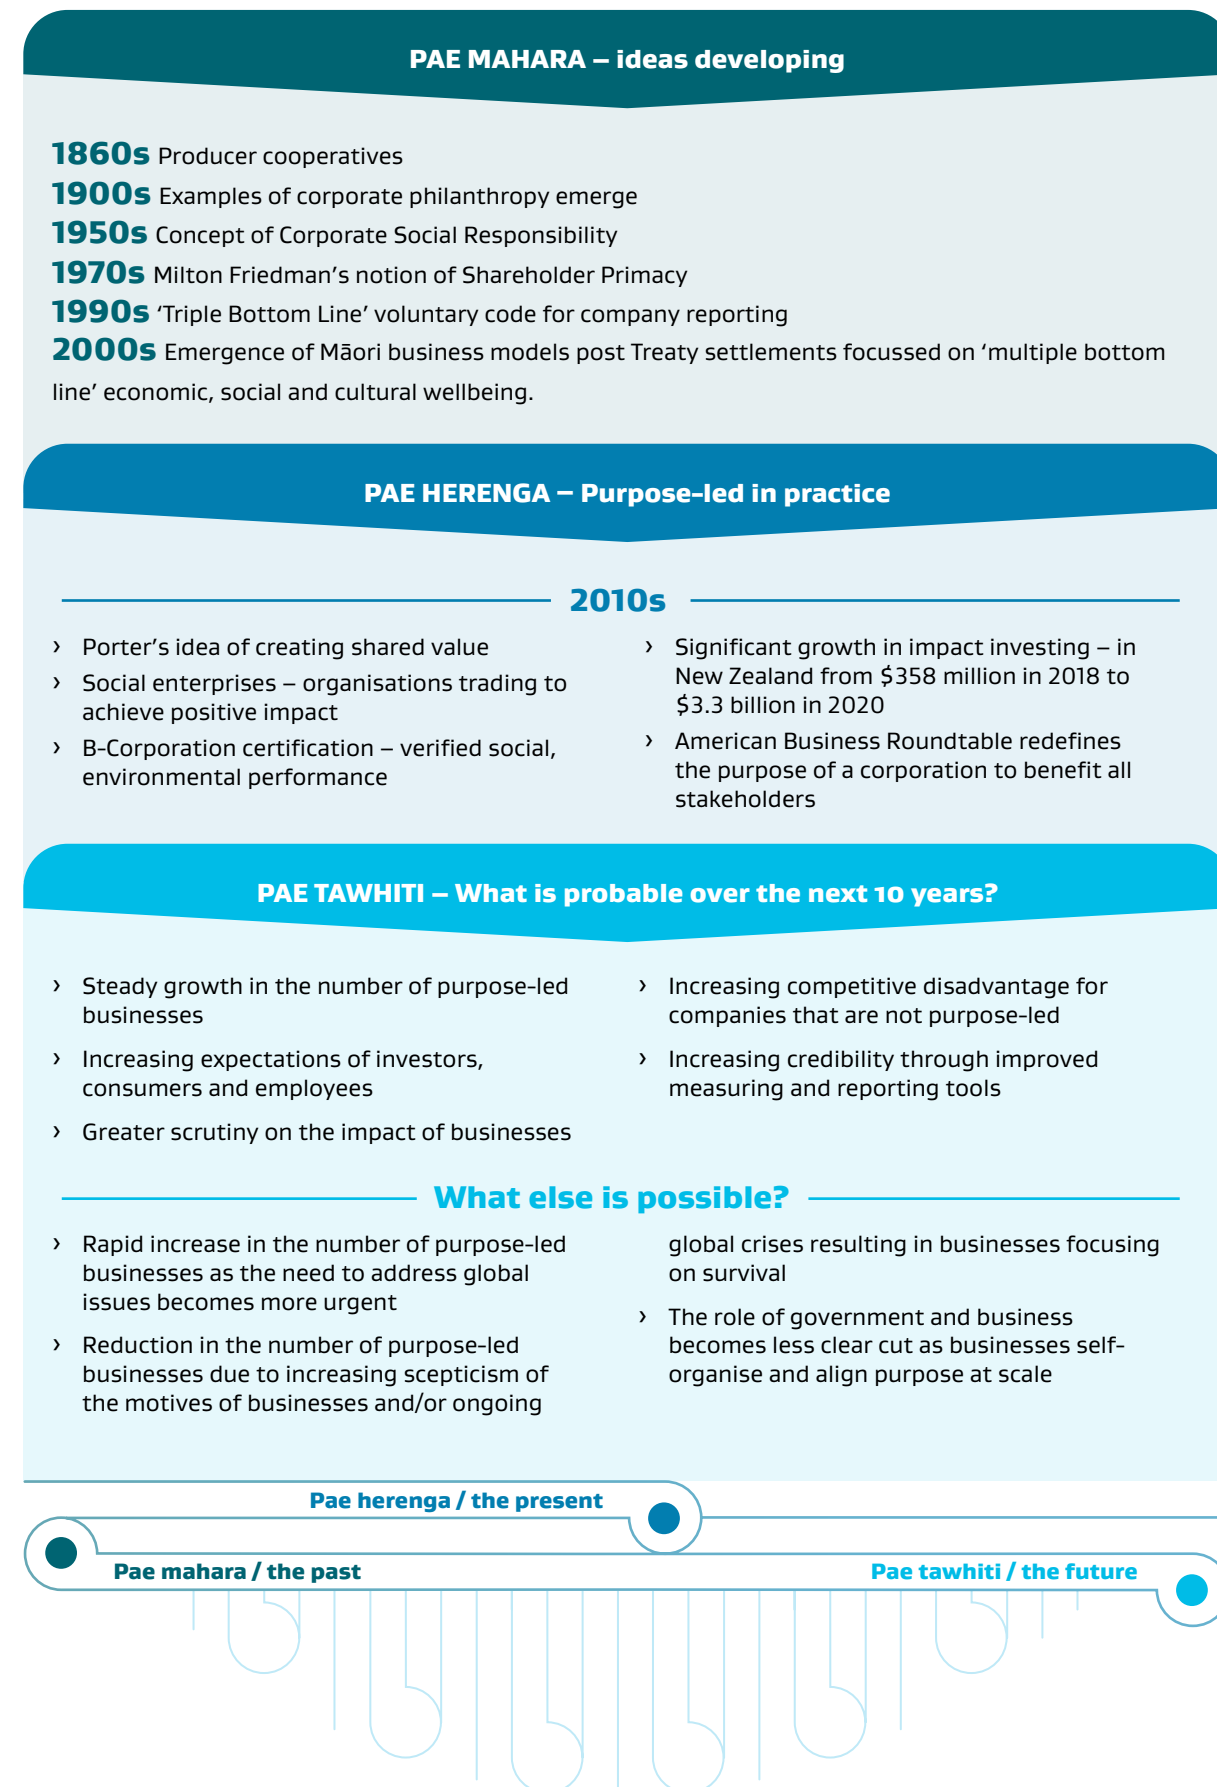 PAE MAHARA – ideas developing
1860s Producer cooperatives
1900s Examples of corporate philanthropy emerge
1950s Concept of Corporate Social Responsibility
1970s Milton Friedman's notion of Shareholder Primacy
1990s 'Triple Bottom Line' voluntary code for company reporting
2000s Emergence of Māori business models post Treaty settlements focussed on 'multiple bottom
line' economic, social and cultural wellbeing.
PAE HERENGA – Purpose-led in practice
2010s
› Porter's idea of creating shared value
› Social enterprises – organisations trading to
achieve positive impact
› B-Corporation certification – verified social,
environmental performance
› Significant growth in impact investing – in
New Zealand from $358 million in 2018 to
$3.3 billion in 2020
› American Business Roundtable redefines
the purpose of a corporation to benefit all
stakeholders
PAE TAWHITI – What is probable over the next 10 years?
› Steady growth in the number of purpose-led
businesses
› Increasing expectations of investors,
consumers and employees
› Greater scrutiny on the impact of businesses
› Increasing competitive disadvantage for
companies that are not purpose-led
› Increasing credibility through improved
measuring and reporting tools
What else is possible?
› Rapid increase in the number of purpose-led
businesses as the need to address global
issues becomes more urgent
› Reduction in the number of purpose-led
businesses due to increasing scepticism of
the motives of businesses and/or ongoing
global crises resulting in businesses focusing
on survival
› The role of government and business
becomes less clear cut as businesses self-
organise and align purpose at scale
Pae herenga / the present
Pae mahara / the past
Pae tawhiti / the future